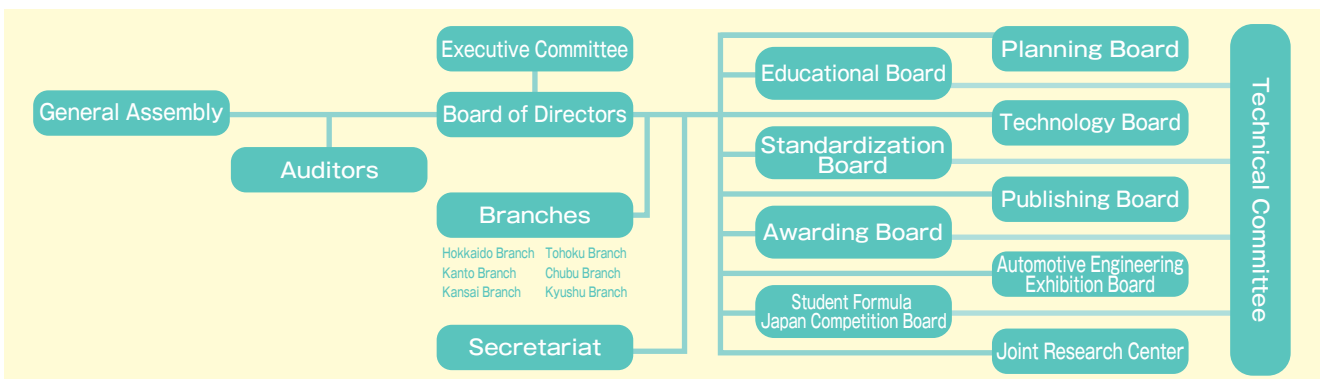 General Assembly
Auditors
Executive Committee
Board of Directors
Branches
Hokkaido Branch Tohoku Branch
Kanto Branch Chubu Branch
Kansai Branch Kyushu Branch
Secretariat
Planning Board
Educational Board
Technology Board
Standardization
Board
Publishing Board
Awarding Board
Automotive Engineering
Exhibition Board
Student Formula
Japan Competition Board
Joint Research Center
Technical Committee